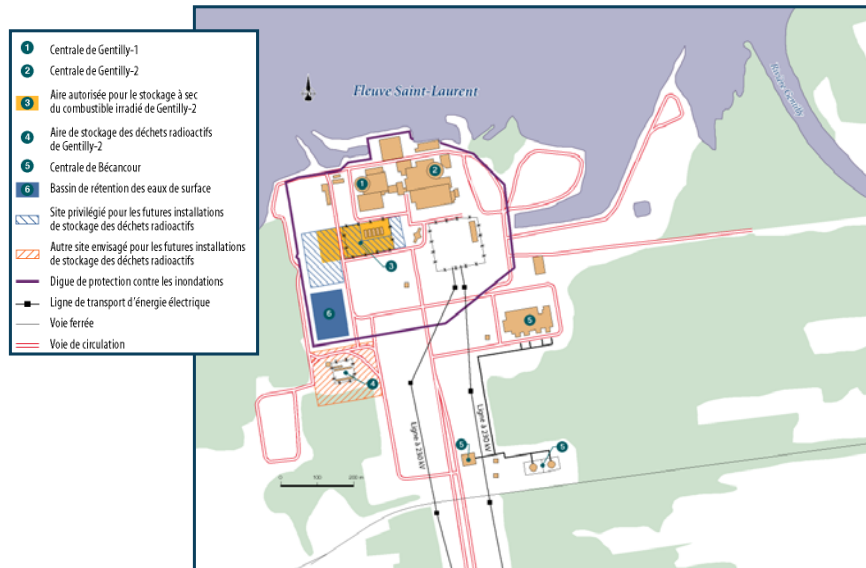 1 Centrale de Gentilly-1
2 Centrale de Gentilly-2
3 Aire autorisée pour le stockage à sec
du combustible irradié de Gentilly-2
4 Aire de stockage des déchets radioactifs
de Gentilly-2
5 Centrale de Bécancour
6 Bassin de rétention des eaux de surface
Site privilégié pour les futures installations
de stockage des déchets radioactifs
Autre site envisagé pour les futures installations
de stockage des déchets radioactifs
Digue de protection contre les inondations
Ligne de transport d'énergie électrique
Voie ferrée
Voie de circulation
Fleuve Saint-Laurent
Rivière Gentilly
1
2
3
6
5
4
Ligne à 230 kV
Ligne à 230 kV
5
5
0 100 200 m